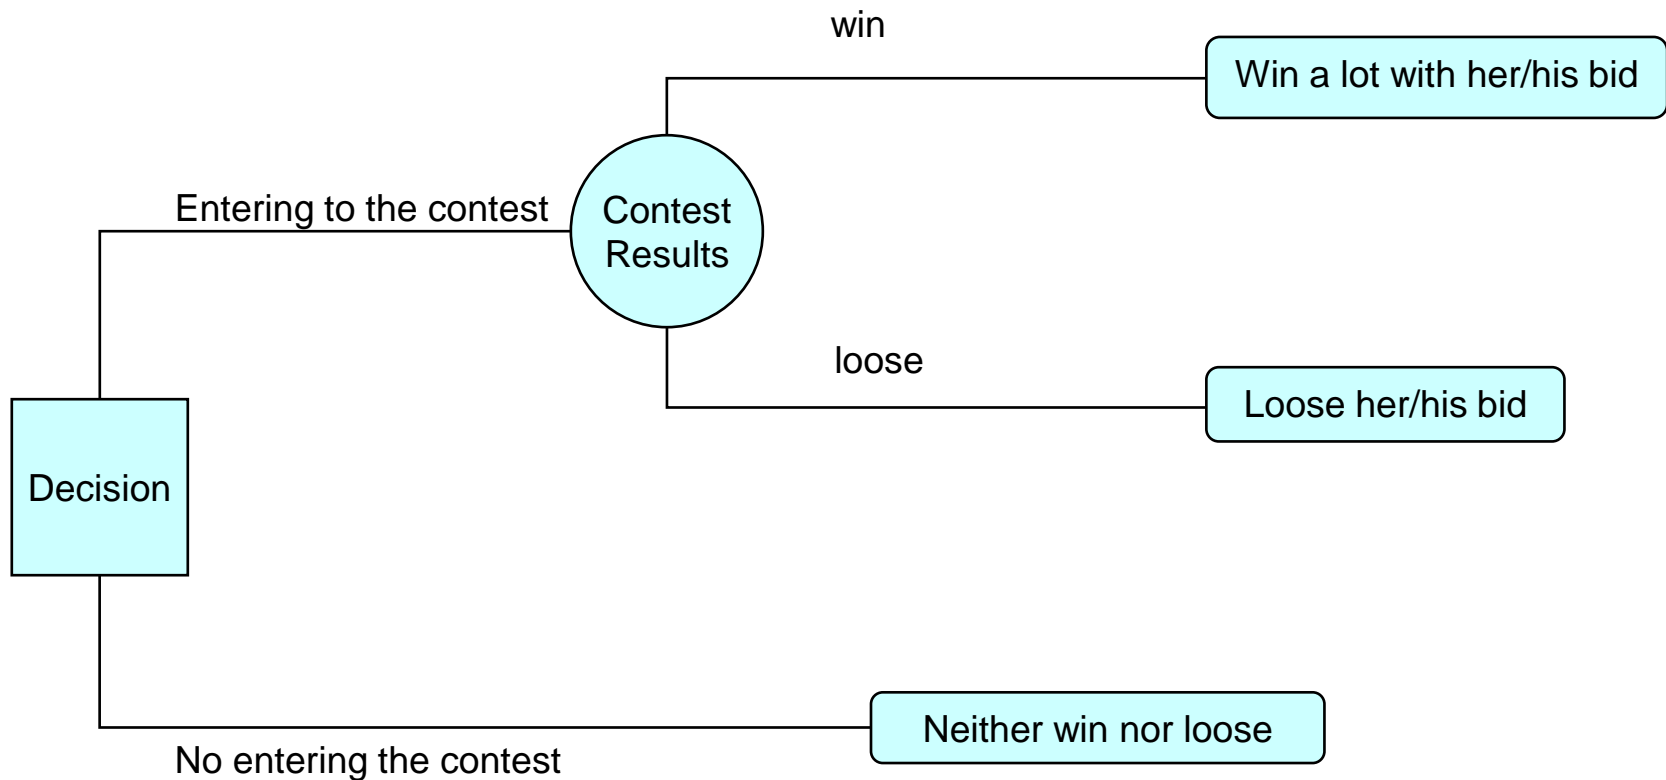 win
Win a lot with her/his bid
Entering to the contest
Contest
Results
loose
Loose her/his bid
Decision
Neither win nor loose
No entering the contest